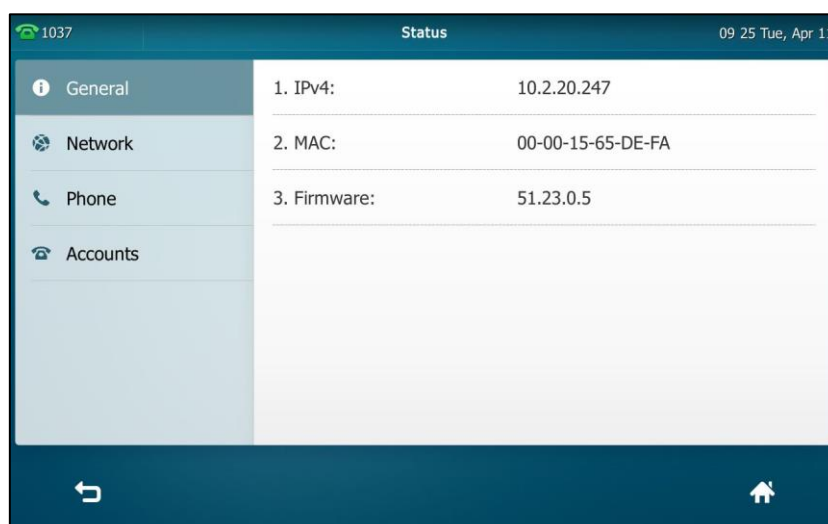 1037
Status
09 25 Tue, Apr 1
General
Network
Phone
Accounts
1. IPv4: 10.2.20.247
2. MAC: 00-00-15-65-DE-FA
3. Firmware: 51.23.0.5